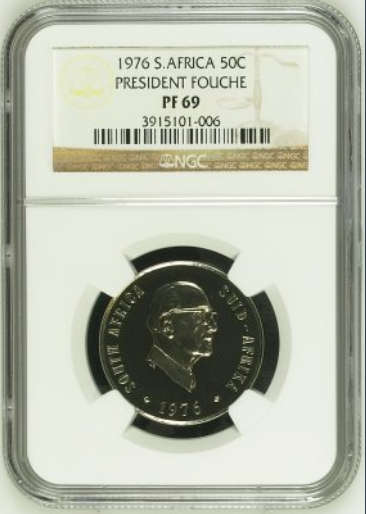 1976 S.AFRICA 50C
PRESIDENT FOUCHE
PF 69
3915101-006
NGC
SOUTH AFRICA
SUID-AFRIKA
1976